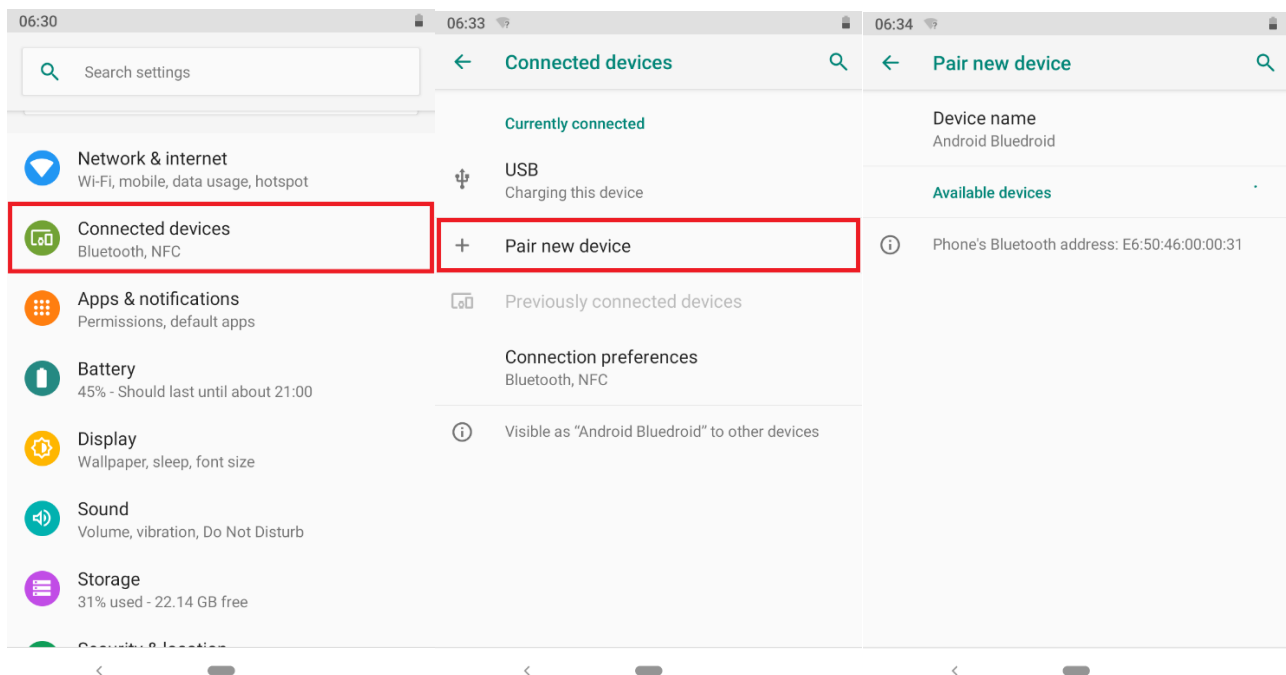 06:30
Search settings
Network & internet
Wi-Fi, mobile, data usage, hotspot
Connected devices
Bluetooth, NFC
Apps & notifications
Permissions, default apps
Battery
45% - Should last until about 21:00
Display
Wallpaper, sleep, font size
Sound
Volume, vibration, Do Not Disturb
Storage
31% used - 22.14 GB free
Security & location
06:33
Connected devices
Currently connected
USB
Charging this device
Pair new device
Previously connected devices
Connection preferences
Bluetooth, NFC
Visible as “Android Bluedroid” to other devices
06:34
Pair new device
Device name
Android Bluedroid
Available devices
Phone's Bluetooth address: E6:50:46:00:00:31